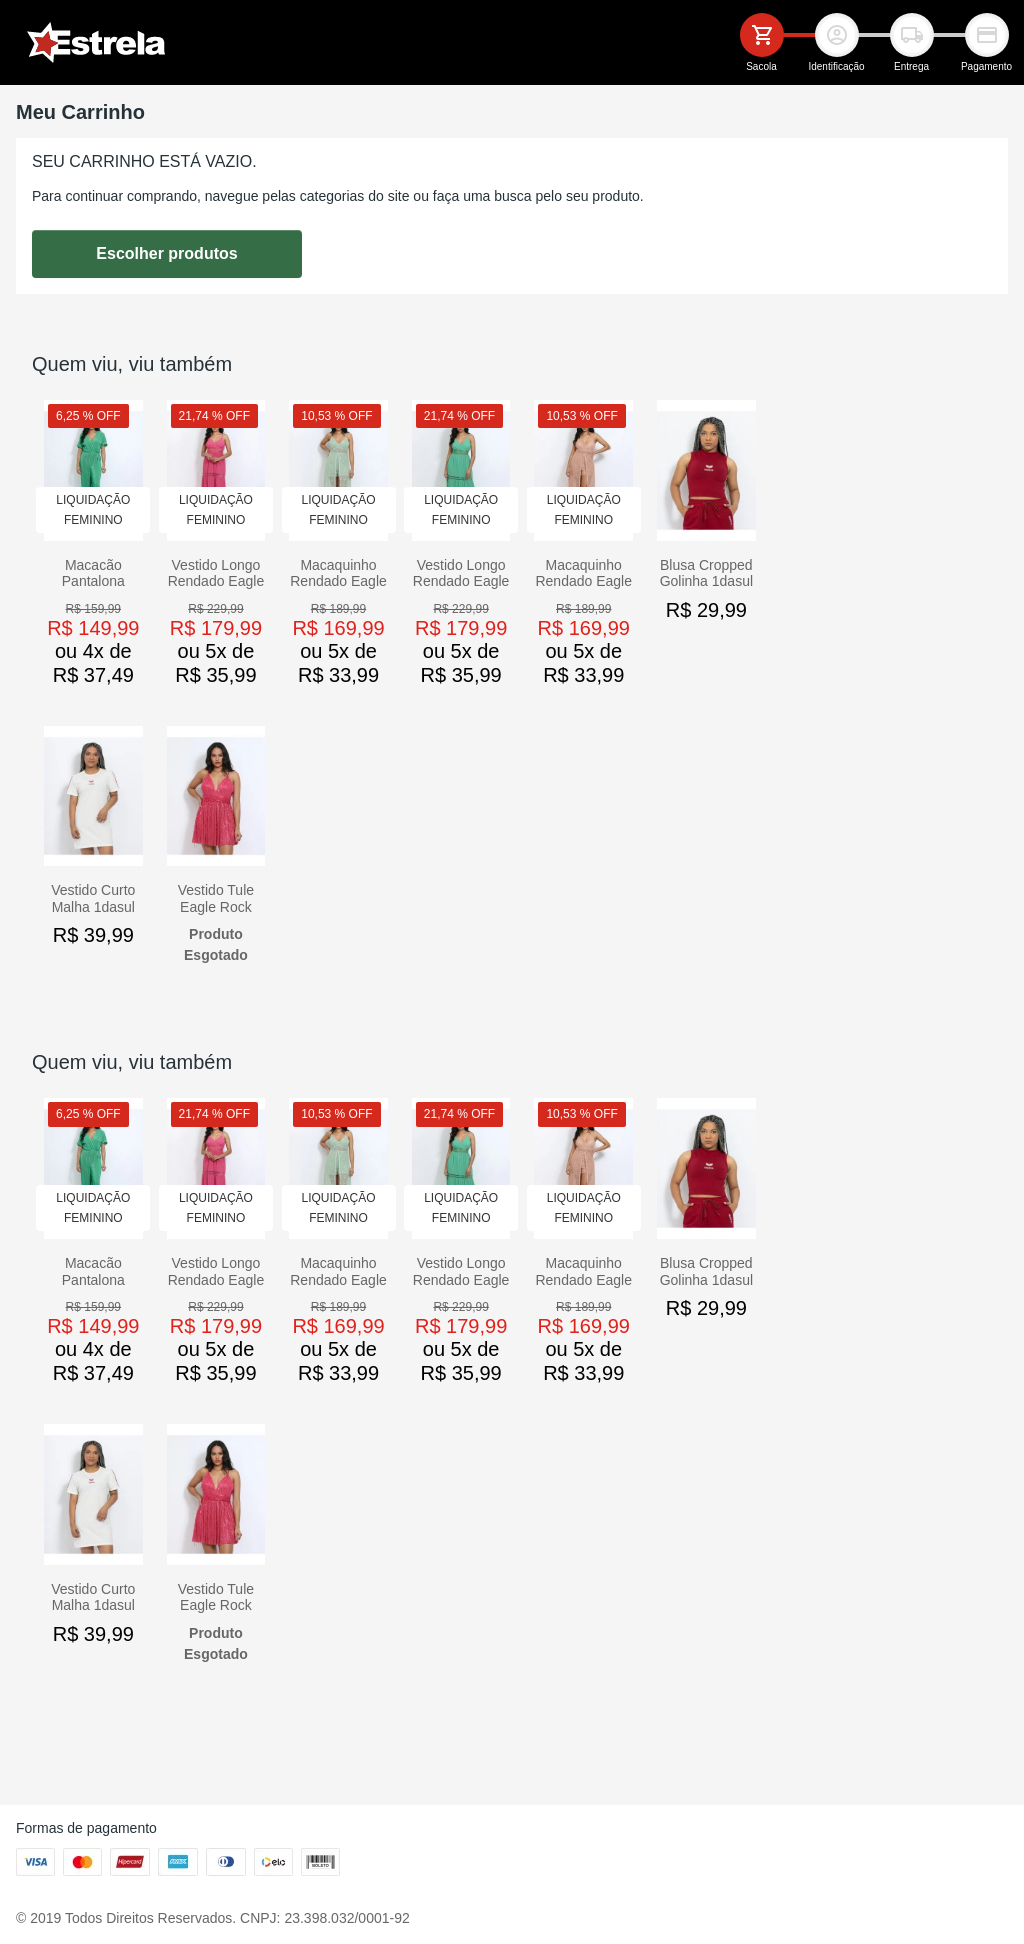 Estrela
Sacola
Identificação
Entrega
Pagamento
Meu Carrinho
SEU CARRINHO ESTÁ VAZIO.
Para continuar comprando, navegue pelas categorias do site ou faça uma busca pelo seu produto.
Escolher produtos
Quem viu, viu também
6,25 % OFF
LIQUIDAÇÃO
FEMININO
Macacão
Pantalona
R$ 159,99
R$ 149,99
ou 4x de
R$ 37,49
21,74 % OFF
LIQUIDAÇÃO
FEMININO
Vestido Longo
Rendado Eagle
R$ 229,99
R$ 179,99
ou 5x de
R$ 35,99
10,53 % OFF
LIQUIDAÇÃO
FEMININO
Macaquinho
Rendado Eagle
R$ 189,99
R$ 169,99
ou 5x de
R$ 33,99
21,74 % OFF
LIQUIDAÇÃO
FEMININO
Vestido Longo
Rendado Eagle
R$ 229,99
R$ 179,99
ou 5x de
R$ 35,99
10,53 % OFF
LIQUIDAÇÃO
FEMININO
Macaquinho
Rendado Eagle
R$ 189,99
R$ 169,99
ou 5x de
R$ 33,99
Blusa Cropped
Golinha 1dasul
R$ 29,99
Vestido Curto
Malha 1dasul
R$ 39,99
Vestido Tule
Eagle Rock
Produto
Esgotado
Quem viu, viu também
6,25 % OFF
LIQUIDAÇÃO
FEMININO
Macacão
Pantalona
R$ 159,99
R$ 149,99
ou 4x de
R$ 37,49
21,74 % OFF
LIQUIDAÇÃO
FEMININO
Vestido Longo
Rendado Eagle
R$ 229,99
R$ 179,99
ou 5x de
R$ 35,99
10,53 % OFF
LIQUIDAÇÃO
FEMININO
Macaquinho
Rendado Eagle
R$ 189,99
R$ 169,99
ou 5x de
R$ 33,99
21,74 % OFF
LIQUIDAÇÃO
FEMININO
Vestido Longo
Rendado Eagle
R$ 229,99
R$ 179,99
ou 5x de
R$ 35,99
10,53 % OFF
LIQUIDAÇÃO
FEMININO
Macaquinho
Rendado Eagle
R$ 189,99
R$ 169,99
ou 5x de
R$ 33,99
Blusa Cropped
Golinha 1dasul
R$ 29,99
Vestido Curto
Malha 1dasul
R$ 39,99
Vestido Tule
Eagle Rock
Produto
Esgotado
Formas de pagamento
VISA
Hipercard
elo
BOLETO
© 2019 Todos Direitos Reservados. CNPJ: 23.398.032/0001-92